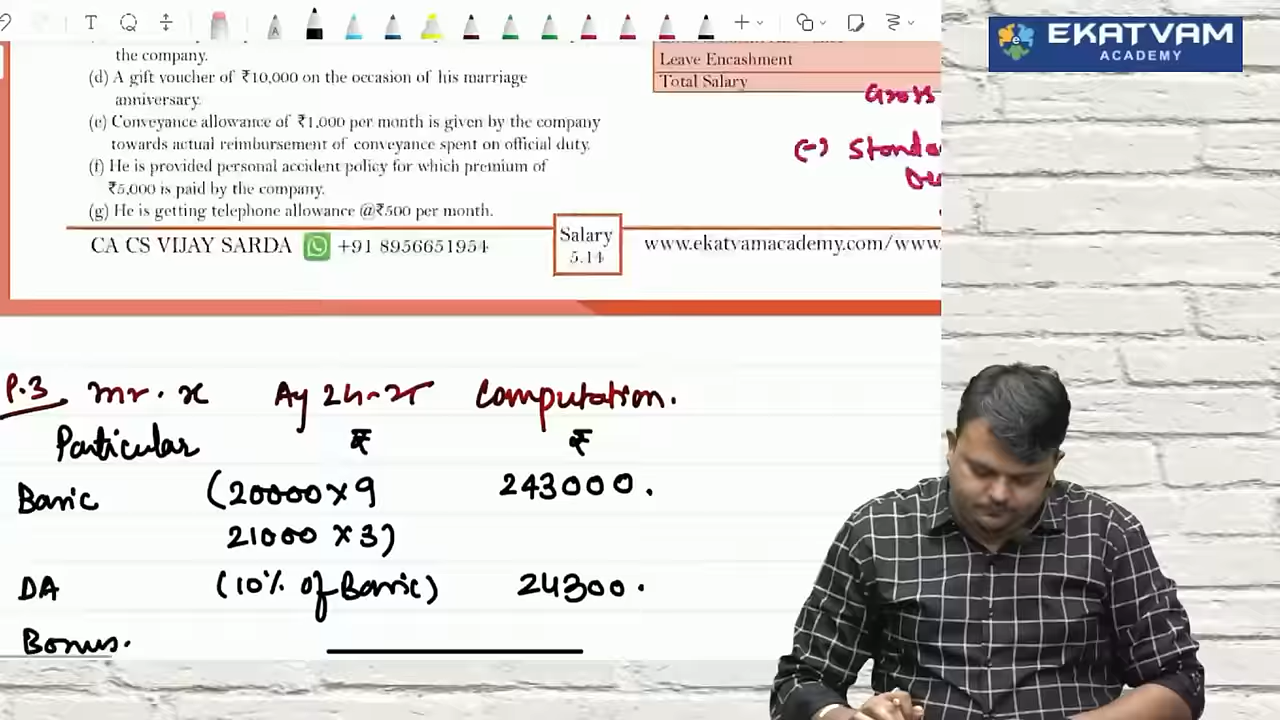 T
the company.
(d) A gift voucher of ₹10,000 on the occasion of his marriage
anniversary.
(e) Conveyance allowance of ₹1,000 per month is given by the company
towards actual reimbursement of conveyance spent on official duty.
(f) He is provided personal accident policy for which premium of
₹5,000 is paid by the company.
(g) He is getting telephone allowance @₹500 per month.
Leave Encashment
Total Salary
Gross
(-) Standa
De
EKATVAM
ACADEMY
CA CS VIJAY SARDA +91 8956651954
Salary
5.14
www.ekatvamacademy.com/www.
P.3 mr. x Ay 24-25 Computation.
Particular ₹ ₹
Basic (20000 x 9 243000.
21000 x 3)
DA (10% of Basic) 24300.
Bonus.